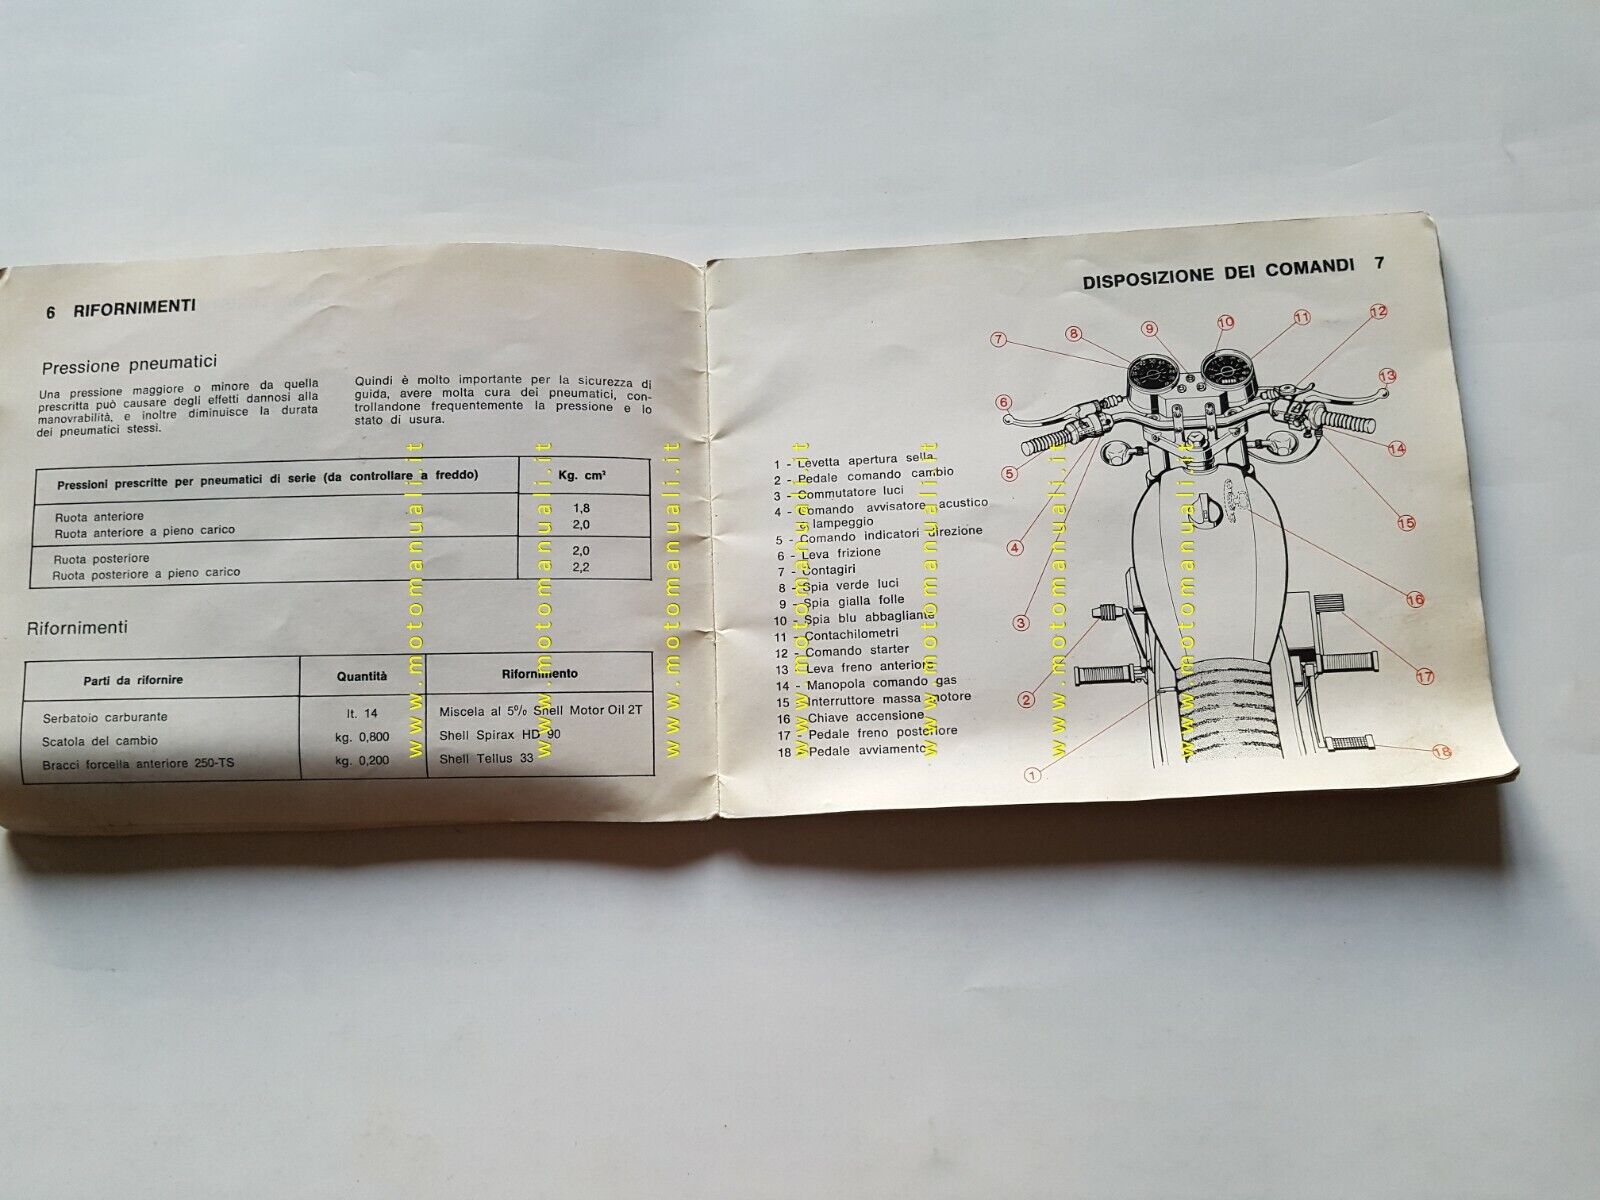 6 RIFORNIMENTI
Pressione pneumatici
Una pressione maggiore o minore da quella
prescritta può causare degli effetti dannosi alla
manovrabilità, e inoltre diminuisce la durata
dei pneumatici stessi.
Quindi è molto importante per la sicurezza di
guida, avere molta cura dei pneumatici, con-
trollandone frequentemente la pressione e lo
stato di usura.
Pressioni prescritte per pneumatici di serie (da controllare a freddo) Kg. cm²
Ruota anteriore 1,8
Ruota anteriore a pieno carico 2,0
Ruota posteriore 2,0
Ruota posteriore a pieno carico 2,2
Rifornimenti
Parti da rifornire Quantità Rifornimento
Serbatoio carburante lt. 14 Miscela al 5% Shell Motor Oil 2T
Scatola del cambio kg. 0,800 Shell Spirax HD 90
Bracci forcella anteriore 250-TS kg. 0,200 Shell Tellus 33
DISPOSIZIONE DEI COMANDI 7
1 - Levetta apertura sella
2 - Pedale comando cambio
3 - Commutatore luci
4 - Comando avvisatore acustico
e lampeggio
5 - Comando indicatori direzione
6 - Leva frizione
7 - Contagiri
8 - Spia verde luci
9 - Spia gialla folle
10 - Spia blu abbagliante
11 - Contachilometri
12 - Comando starter
13 - Leva freno anteriore
14 - Manopola comando gas
15 - Interruttore massa motore
16 - Chiave accensione
17 - Pedale freno posteriore
18 - Pedale avviamento
7
8
9
10
11
12
6
13
5
14
4
15
3
16
2
17
1
18
www.motomanuali.it
www.motomanuali.it
www.motomanuali.it
www.motomanuali.it
www.motomanuali.it
www.motomanuali.it
www.motomanuali.it